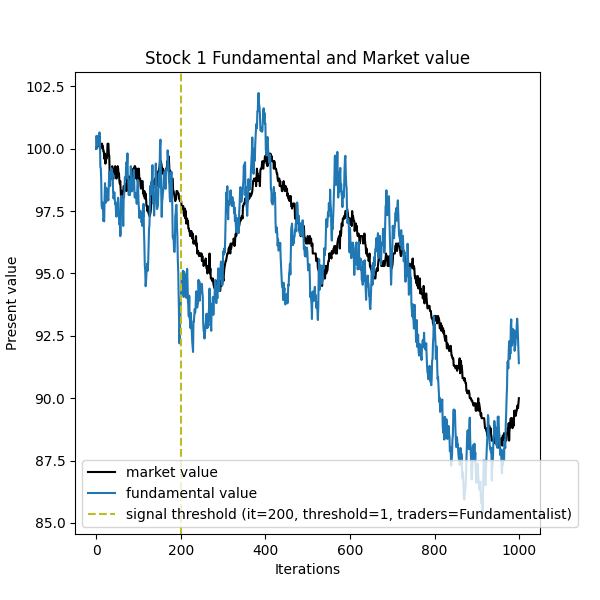 Stock 1 Fundamental and Market value
102.5
100.0
97.5
95.0
92.5
90.0
87.5
85.0
Present value
market value
fundamental value
signal threshold (it=200, threshold=1, traders=Fundamentalist)
0 200 400 600 800 1000
Iterations